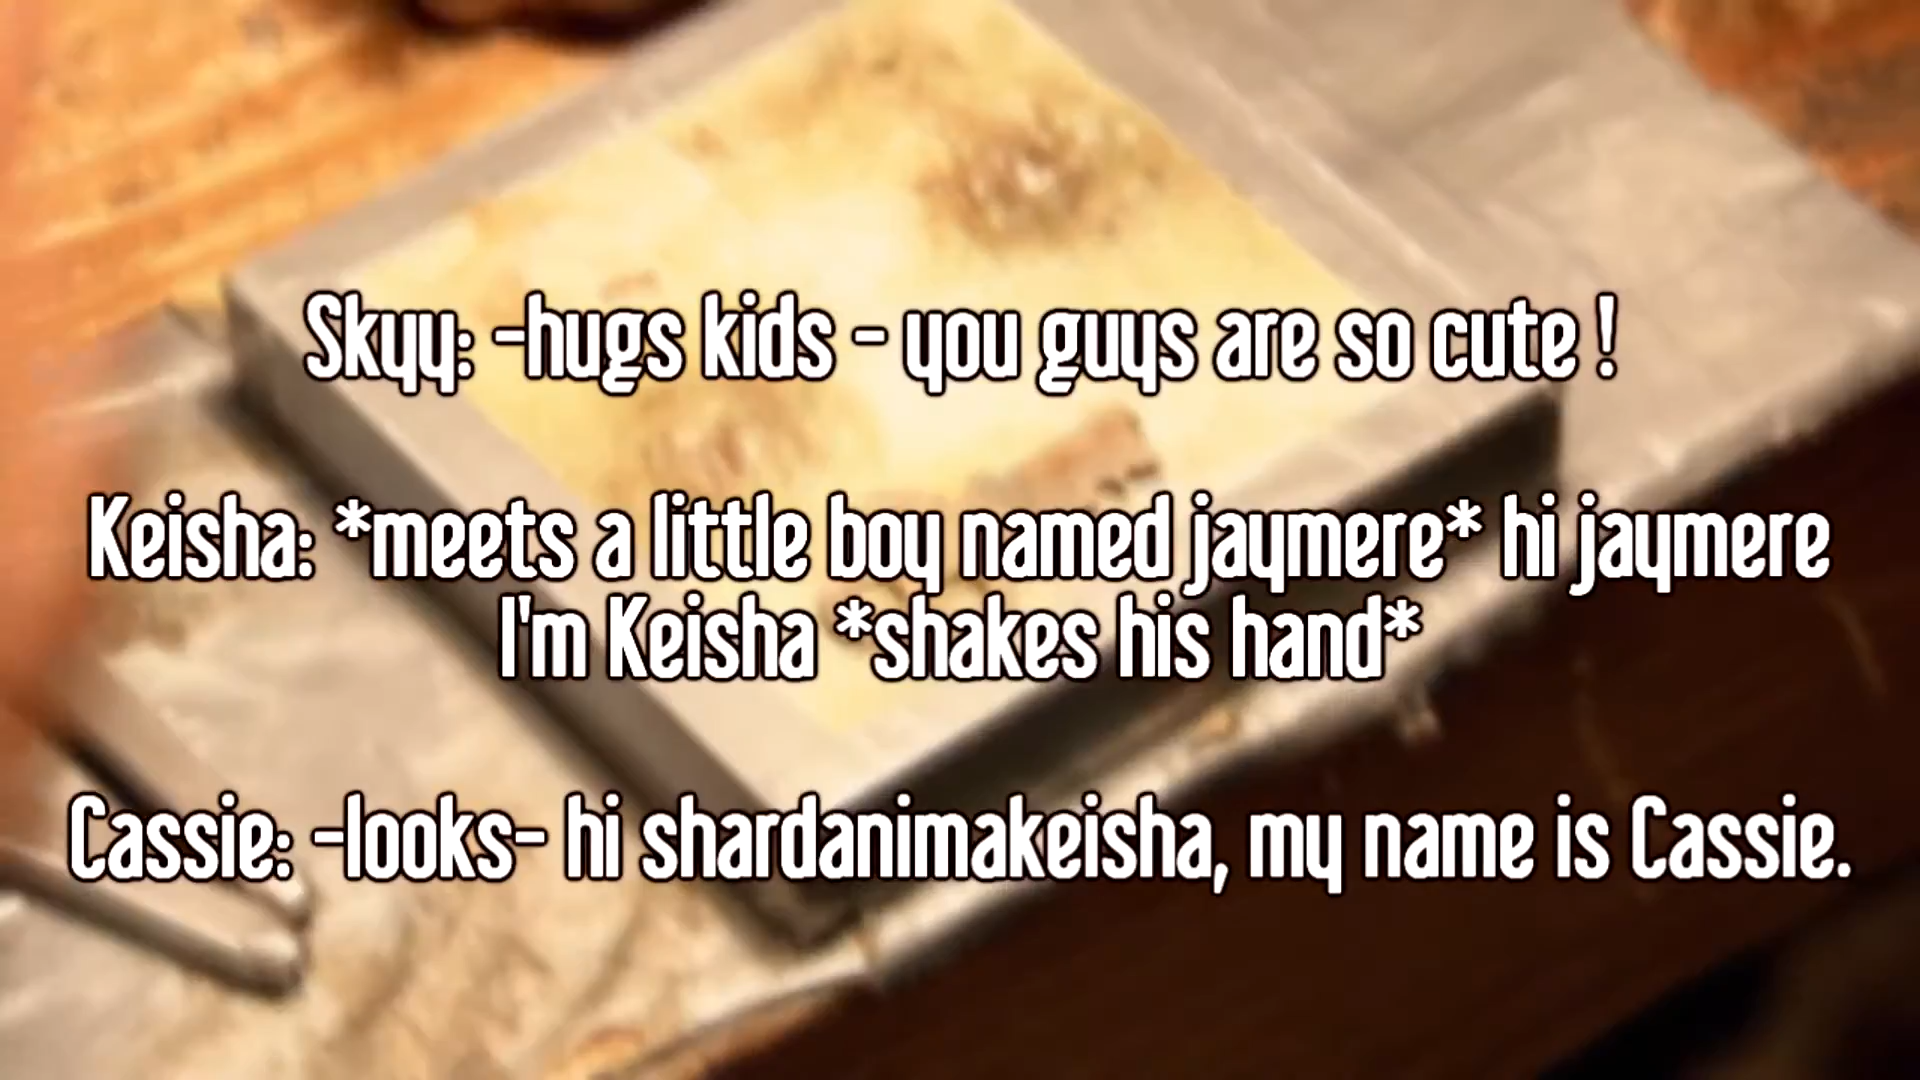 Skyy: -hugs kids - you guys are so cute !
Keisha: *meets a little boy named jaymere* hi jaymere
I'm Keisha *shakes his hand*
Cassie: -looks- hi shardanimakeisha, my name is Cassie.